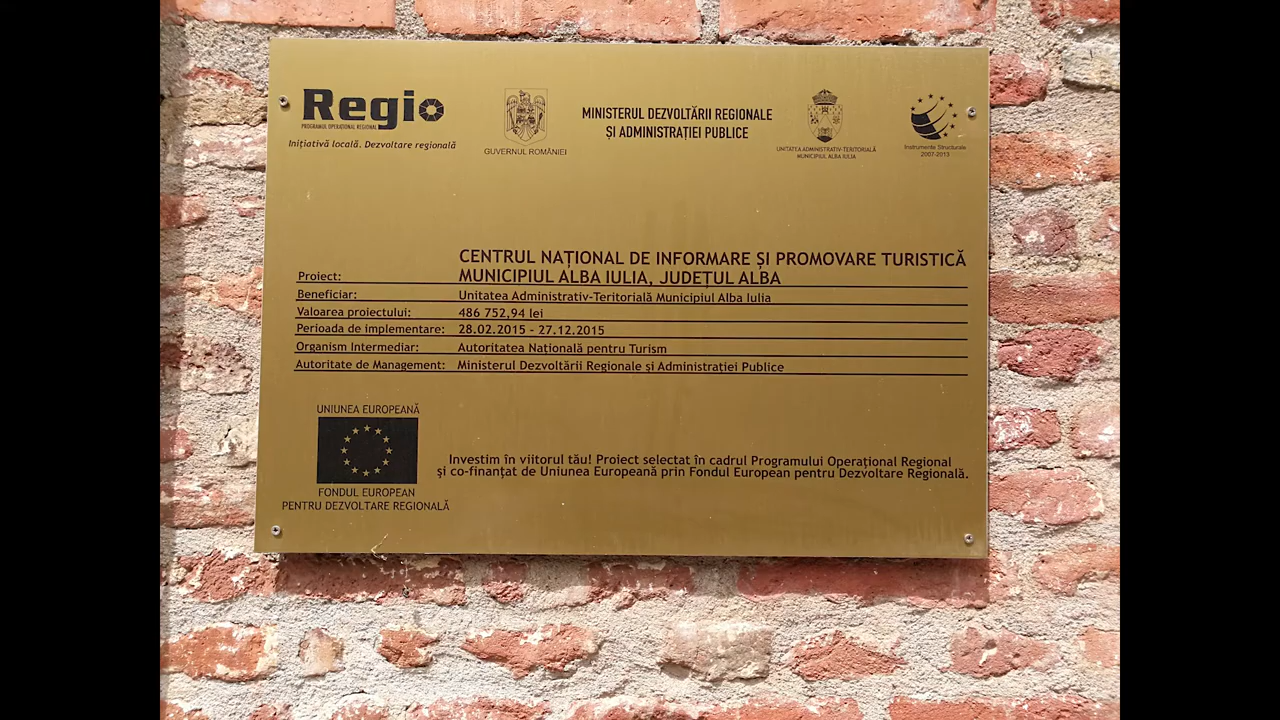 Regio
PROGRAMUL OPERAȚIONAL REGIONAL
Inițiativă locală. Dezvoltare regională
GUVERNUL ROMÂNIEI
MINISTERUL DEZVOLTĂRII REGIONALE
ȘI ADMINISTRAȚIEI PUBLICE
UNITATEA ADMINISTRATIV-TERITORIALĂ
MUNICIPIUL ALBA IULIA
Instrumente Structurale
2007-2013
CENTRUL NAȚIONAL DE INFORMARE ȘI PROMOVARE TURISTICĂ
Proiect: MUNICIPIUL ALBA IULIA, JUDEȚUL ALBA
Beneficiar: Unitatea Administrativ-Teritorială Municipiul Alba Iulia
Valoarea proiectului: 486 752,94 lei
Perioada de implementare: 28.02.2015 - 27.12.2015
Organism Intermediar: Autoritatea Națională pentru Turism
Autoritate de Management: Ministerul Dezvoltării Regionale și Administratiei Publice
UNIUNEA EUROPEANĂ
FONDUL EUROPEAN
PENTRU DEZVOLTARE REGIONALĂ
Investim în viitorul tău! Proiect selectat în cadrul Programului Operațional Regional
și co-finanțat de Uniunea Europeană prin Fondul European pentru Dezvoltare Regională.